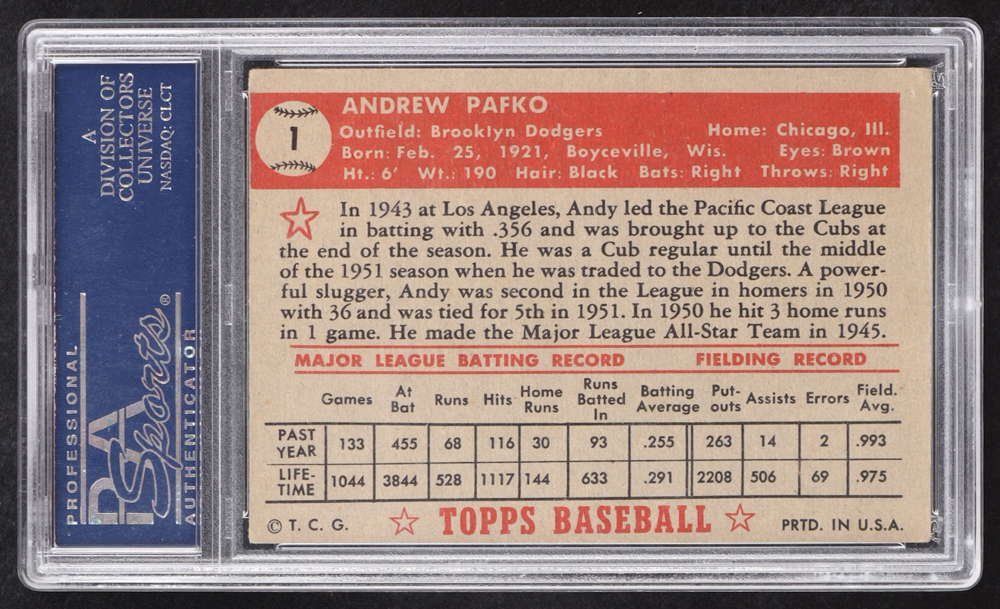 A
DIVISION OF
COLLECTORS
UNIVERSE
NASDAQ: CLCT
PROFESSIONAL
PSA
Sports®
AUTHENTICATOR
1
ANDREW PAFKO
Outfield: Brooklyn Dodgers Home: Chicago, Ill.
Born: Feb. 25, 1921, Boyceville, Wis. Eyes: Brown
Ht.: 6' Wt.: 190 Hair: Black Bats: Right Throws: Right
In 1943 at Los Angeles, Andy led the Pacific Coast League
in batting with .356 and was brought up to the Cubs at
the end of the season. He was a Cub regular until the middle
of the 1951 season when he was traded to the Dodgers. A power-
ful slugger, Andy was second in the League in homers in 1950
with 36 and was tied for 5th in 1951. In 1950 he hit 3 home runs
in 1 game. He made the Major League All-Star Team in 1945.
MAJOR LEAGUE BATTING RECORD FIELDING RECORD
Games At Bat Runs Hits Home Runs Runs Batted In Batting Average Put-outs Assists Errors Field. Avg.
PAST YEAR 133 455 68 116 30 93 .255 263 14 2 .993
LIFE-TIME 1044 3844 528 1117 144 633 .291 2208 506 69 .975
© T. C. G. TOPPS BASEBALL PRTD. IN U.S.A.